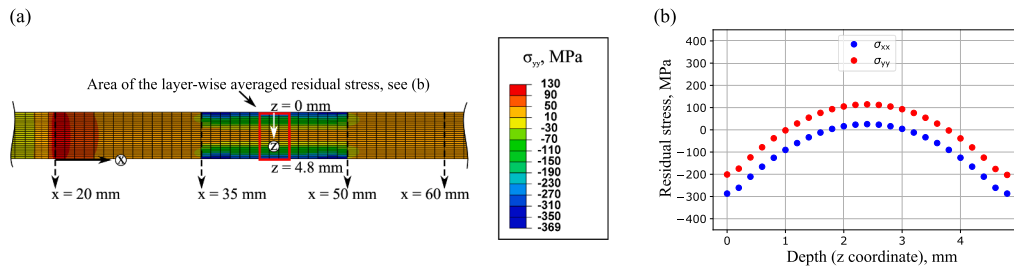 (a)
Area of the layer-wise averaged residual stress, see (b)
z = 0 mm
z
z = 4.8 mm
x
x = 20 mm
x = 35 mm
x = 50 mm
x = 60 mm
σyy, MPa
130
90
50
10
-30
-70
-110
-150
-190
-230
-270
-310
-350
-369
(b)
Residual stress, MPa
400
300
200
100
0
−100
−200
−300
−400
σxx
σyy
0
1
2
3
4
Depth (z coordinate), mm